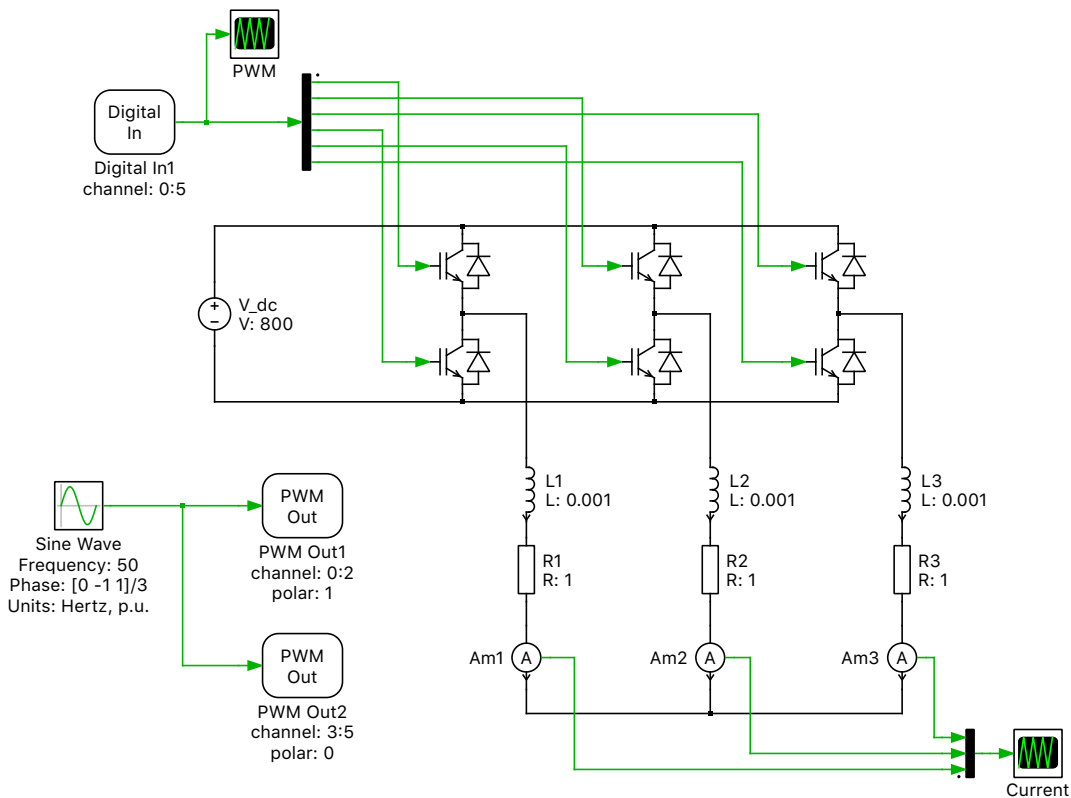 PWM
Digital
In
Digital In1
channel: 0:5
V_dc
V: 800
L1
L: 0.001
L2
L: 0.001
L3
L: 0.001
PWM
Out
PWM Out1
channel: 0:2
polar: 1
Sine Wave
Frequency: 50
Phase: [0 -1 1]/3
Units: Hertz, p.u.
R1
R: 1
R2
R: 1
R3
R: 1
PWM
Out
PWM Out2
channel: 3:5
polar: 0
Am1
A
Am2
A
Am3
A
Current